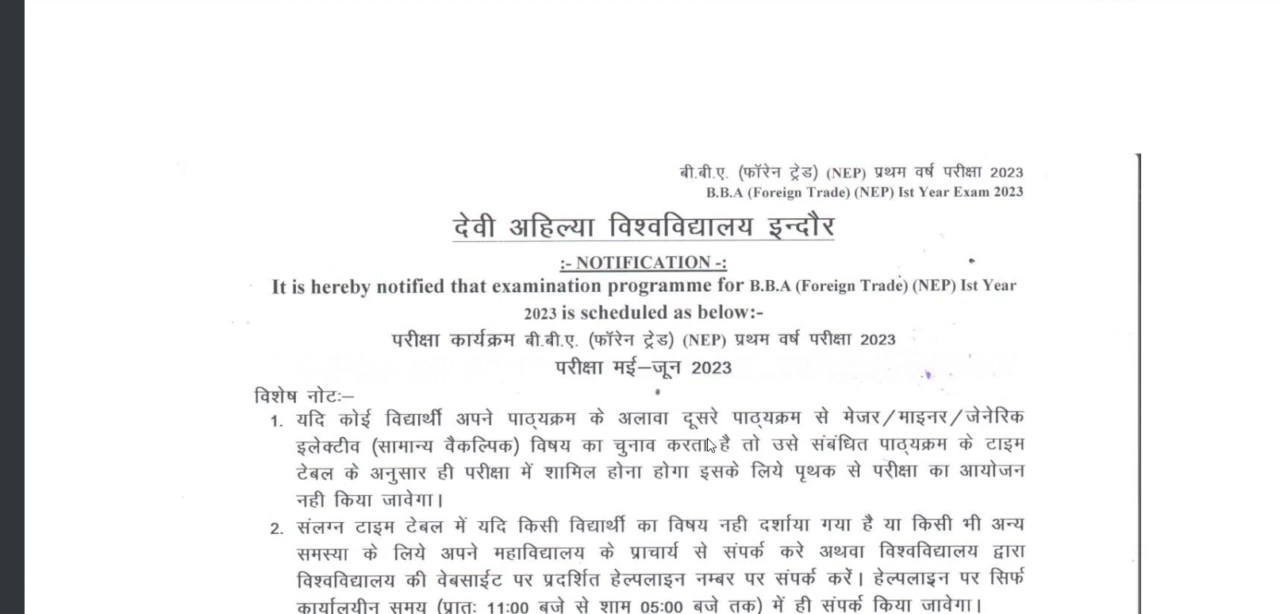 बी.बी.ए. (फॉरेन ट्रेड) (NEP) प्रथम वर्ष परीक्षा 2023
B.B.A (Foreign Trade) (NEP) Ist Year Exam 2023
देवी अहिल्या विश्वविद्यालय इन्दौर
:- NOTIFICATION -:
It is hereby notified that examination programme for B.B.A (Foreign Trade) (NEP) Ist Year
2023 is scheduled as below:-
परीक्षा कार्यक्रम बी.बी.ए. (फॉरेन ट्रेड) (NEP) प्रथम वर्ष परीक्षा 2023
परीक्षा मई–जून 2023
विशेष नोटः–
1. यदि कोई विद्यार्थी अपने पाठ्यक्रम के अलावा दूसरे पाठ्यक्रम से मेजर/माइनर/जेनेरिक
इलेक्टीव (सामान्य वैकल्पिक) विषय का चुनाव करता है तो उसे संबंधित पाठ्यक्रम के टाइम
टेबल के अनुसार ही परीक्षा में शामिल होना होगा इसके लिये पृथक से परीक्षा का आयोजन
नही किया जावेगा।
2. संलग्न टाइम टेबल में यदि किसी विद्यार्थी का विषय नही दर्शाया गया है या किसी भी अन्य
समस्या के लिये अपने महाविद्यालय के प्राचार्य से संपर्क करे अथवा विश्वविद्यालय द्वारा
विश्वविद्यालय की वेबसाईट पर प्रदर्शित हेल्पलाइन नम्बर पर संपर्क करें। हेल्पलाइन पर सिर्फ
कार्यालयीन समय (प्रातः 11:00 बजे से शाम 05:00 बजे तक) में ही संपर्क किया जावेगा।